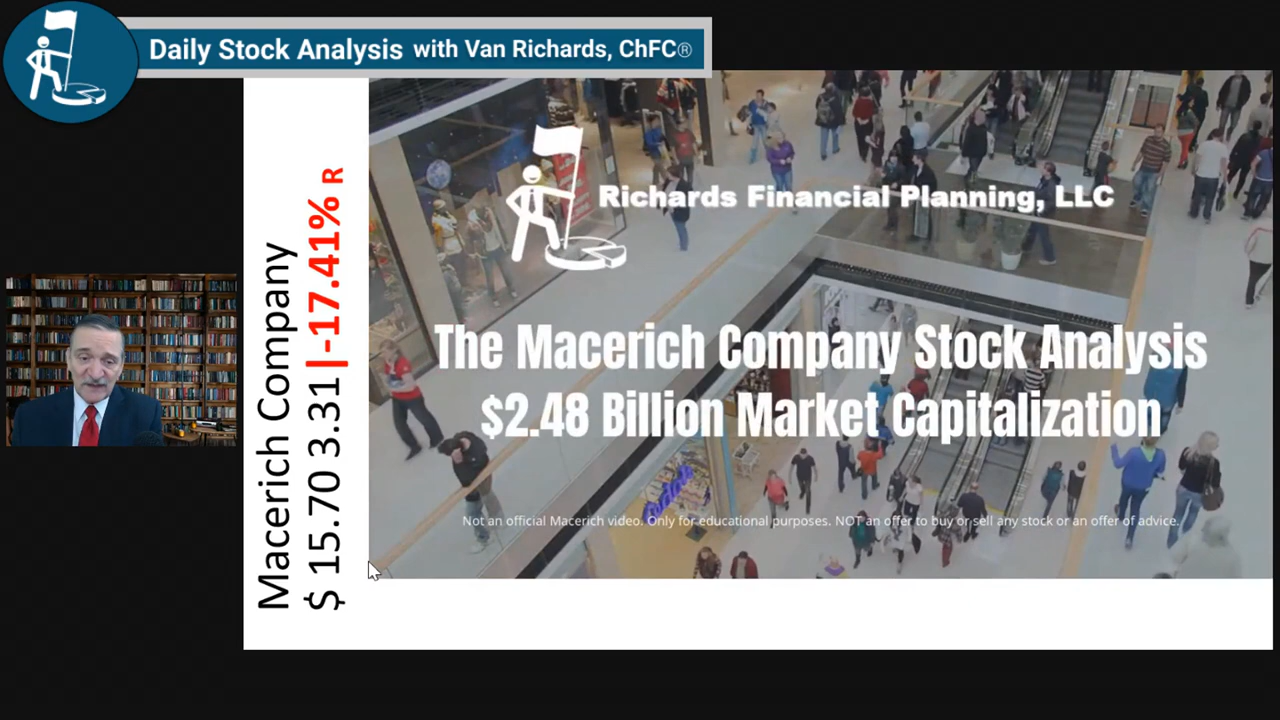 Daily Stock Analysis with Van Richards, ChFC®
Macerich Company
$ 15.70 3.31 |-17.41% R
Richards Financial Planning, LLC
The Macerich Company Stock Analysis
$2.48 Billion Market Capitalization
Not an official Macerich video. Only for educational purposes. NOT an offer to buy or sell any stock or an offer of advice.